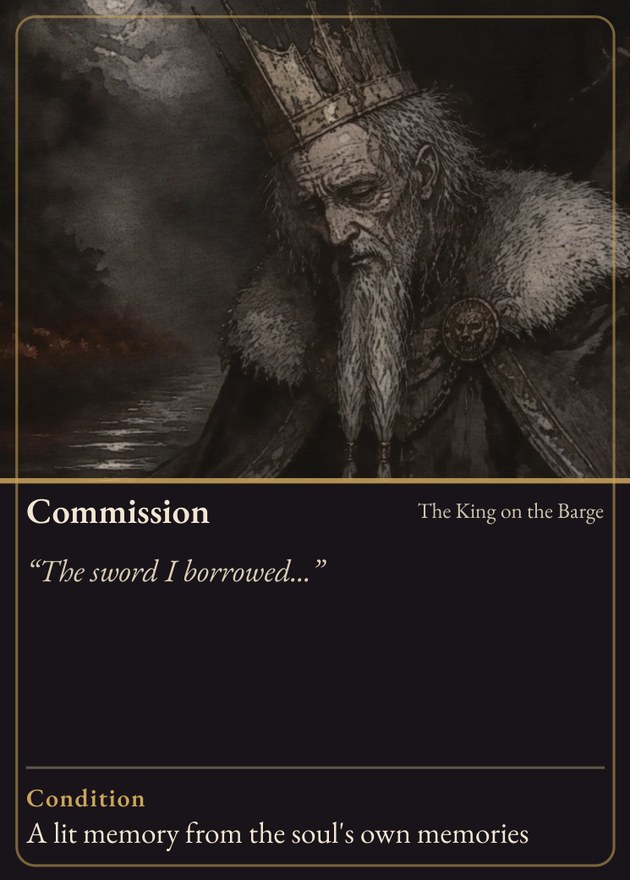 Commission
The King on the Barge
“The sword I borrowed...”
Condition
A lit memory from the soul's own memories